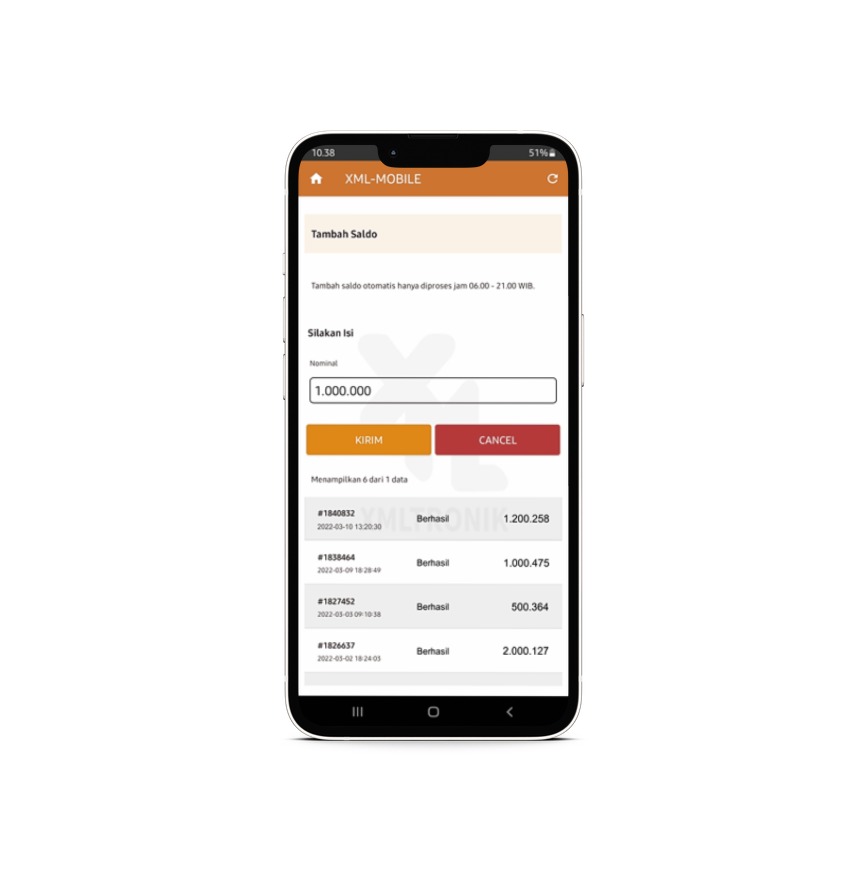 10.38 51%
XML-MOBILE
Tambah Saldo
Tambah saldo otomatis hanya diproses jam 06.00 - 21.00 WIB.
Silakan Isi
Nominal
1.000.000
KIRIM CANCEL
Menampilkan 6 dari 1 data
#1840832 Berhasil 1.200.258
2022-03-10 13:20:30
XMLTRONIK
#1838464 Berhasil 1.000.475
2022-03-09 18:28:49
#1827452 Berhasil 500.364
2022-03-03 09:10:38
#1826637 Berhasil 2.000.127
2022-03-02 18:24:03